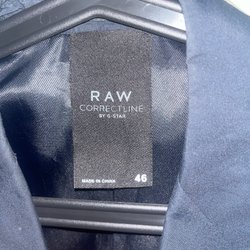 RAW
CORRECTLINE
BY G-STAR
MADE IN CHINA
46